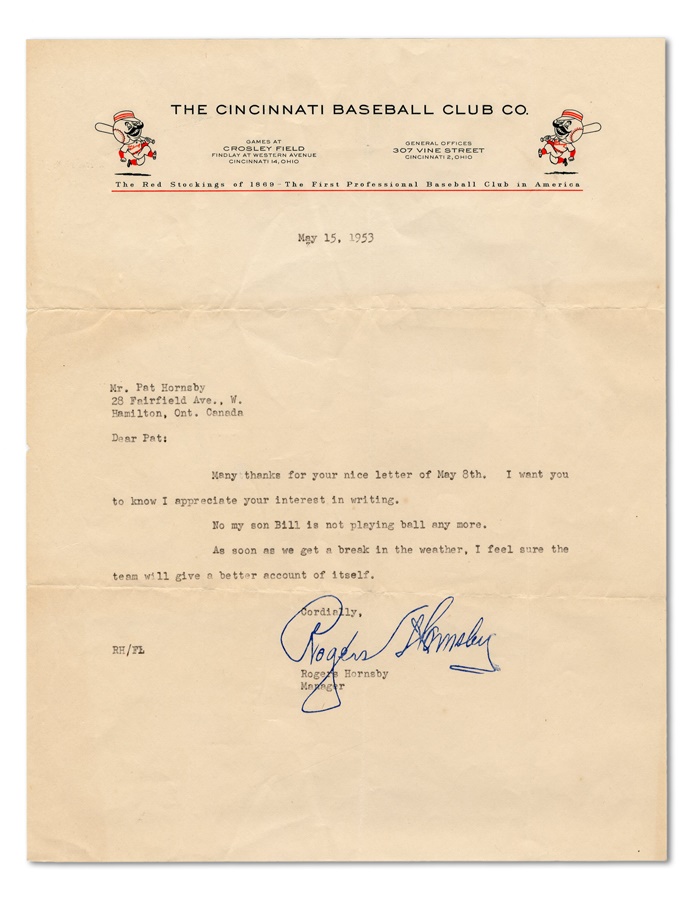 THE CINCINNATI BASEBALL CLUB CO.
GAMES AT
CROSLEY FIELD
FINDLAY AT WESTERN AVENUE
CINCINNATI 14, OHIO
GENERAL OFFICES
307 VINE STREET
CINCINNATI 2, OHIO
The Red Stockings of 1869 - The First Professional Baseball Club in America
May 15, 1953
Mr. Pat Hornsby
28 Fairfield Ave., W.
Hamilton, Ont. Canada
Dear Pat:
Many thanks for your nice letter of May 8th. I want you
to know I appreciate your interest in writing.
No my son Bill is not playing ball any more.
As soon as we get a break in the weather, I feel sure the
team will give a better account of itself.
Cordially,
Rogers Hornsby
RH/FL
Rogers Hornsby
Manager